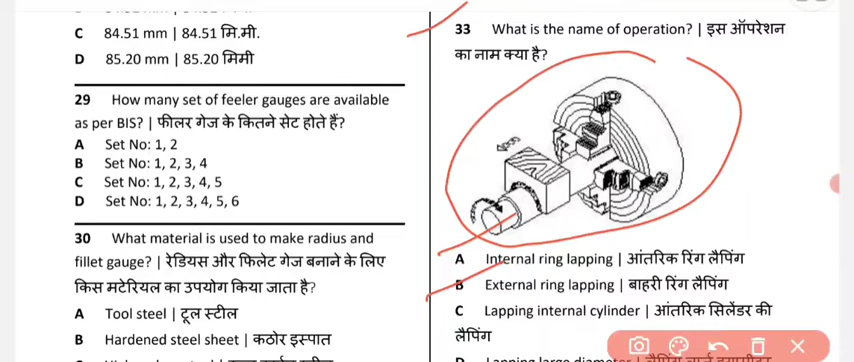 C 84.51 mm | 84.51 मि.मी.
D 85.20 mm | 85.20 मिमी
29 How many set of feeler gauges are available
as per BIS? | फीलर गेज के कितने सेट होते हैं?
A Set No: 1, 2
B Set No: 1, 2, 3, 4
C Set No: 1, 2, 3, 4, 5
D Set No: 1, 2, 3, 4, 5, 6
30 What material is used to make radius and
fillet gauge? | रेडियस और फिलेट गेज बनाने के लिए
किस मटेरियल का उपयोग किया जाता है?
A Tool steel | टूल स्टील
B Hardened steel sheet | कठोर इस्पात
33 What is the name of operation? | इस ऑपरेशन
का नाम क्या है?
A Internal ring lapping | आंतरिक रिंग लैपिंग
B External ring lapping | बाहरी रिंग लैपिंग
C Lapping internal cylinder | आंतरिक सिलेंडर की
लैपिंग
D Lapping large diameter